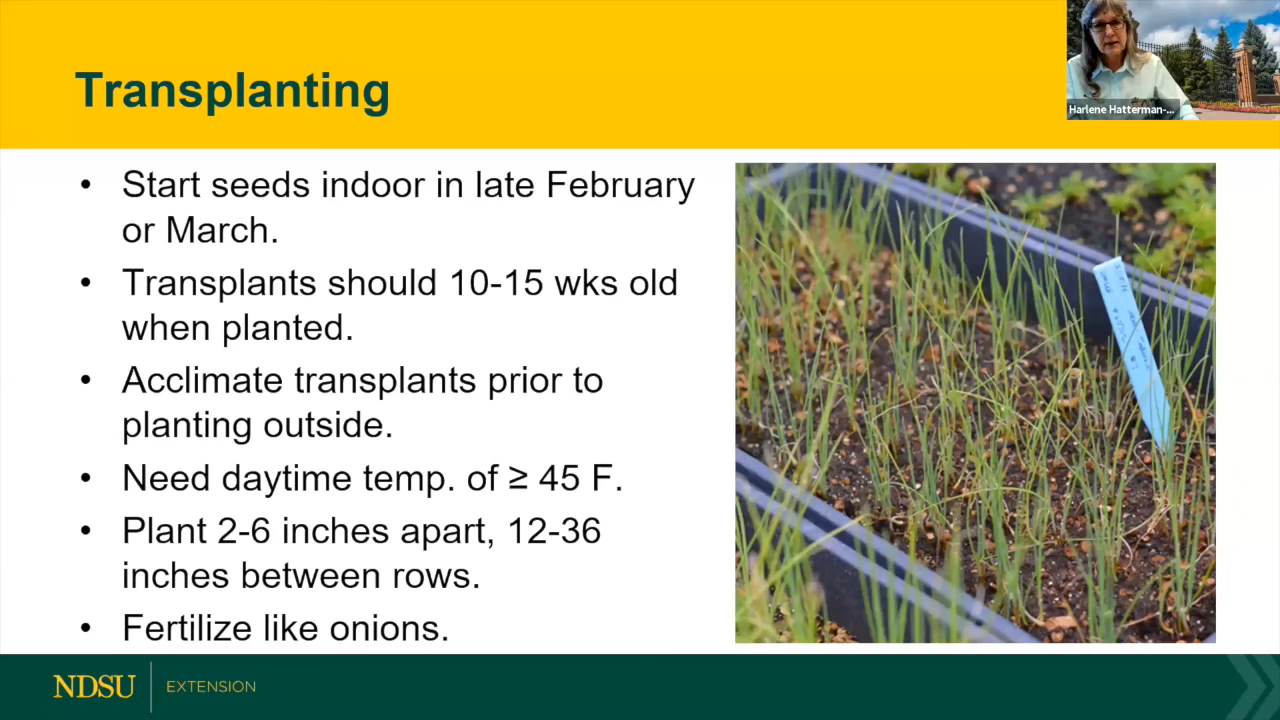 Transplanting
Harlene Hatterman-...
• Start seeds indoor in late February
or March.
• Transplants should 10-15 wks old
when planted.
• Acclimate transplants prior to
planting outside.
• Need daytime temp. of ≥ 45 F.
• Plant 2-6 inches apart, 12-36
inches between rows.
• Fertilize like onions.
NDSU
EXTENSION